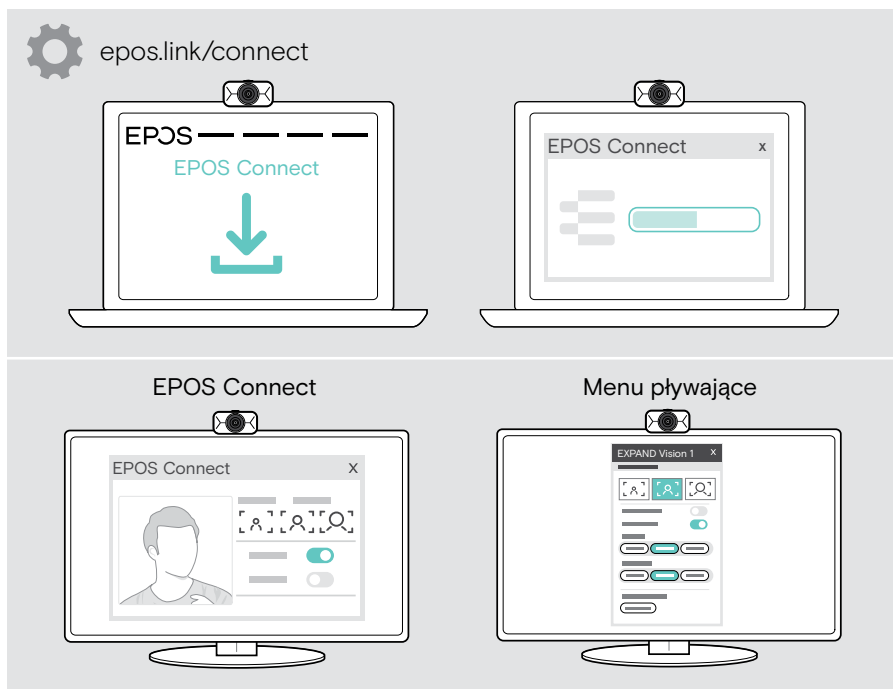 epos.link/connect
EPOS
EPOS Connect
EPOS Connect x
EPOS Connect
EPOS Connect x
Menu pływające
EXPAND Vision 1 x